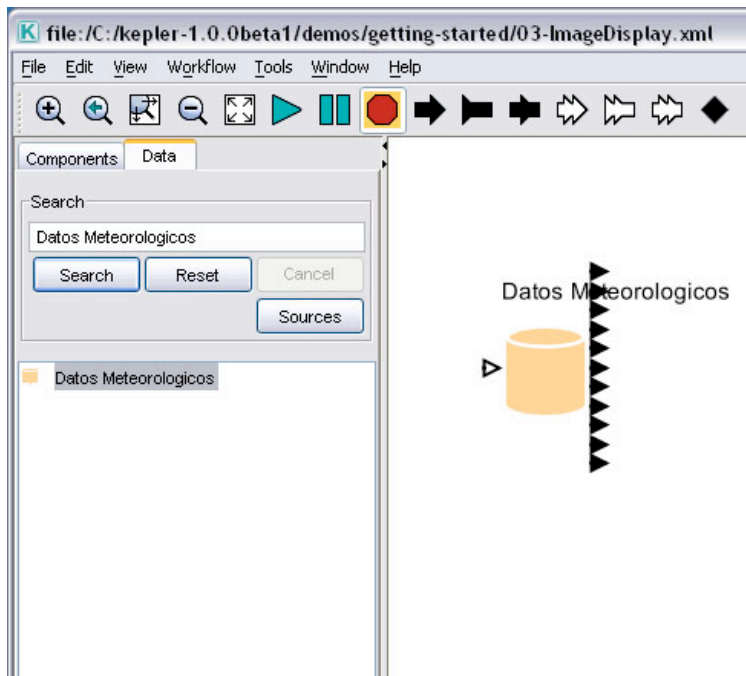 file:/C:/kepler-1.0.0beta1/demos/getting-started/03-ImageDisplay.xml
File Edit View Workflow Tools Window Help
Components Data
Search
Datos Meteorologicos
Search Reset Cancel
Sources
Datos Meteorologicos
Datos Meteorologicos